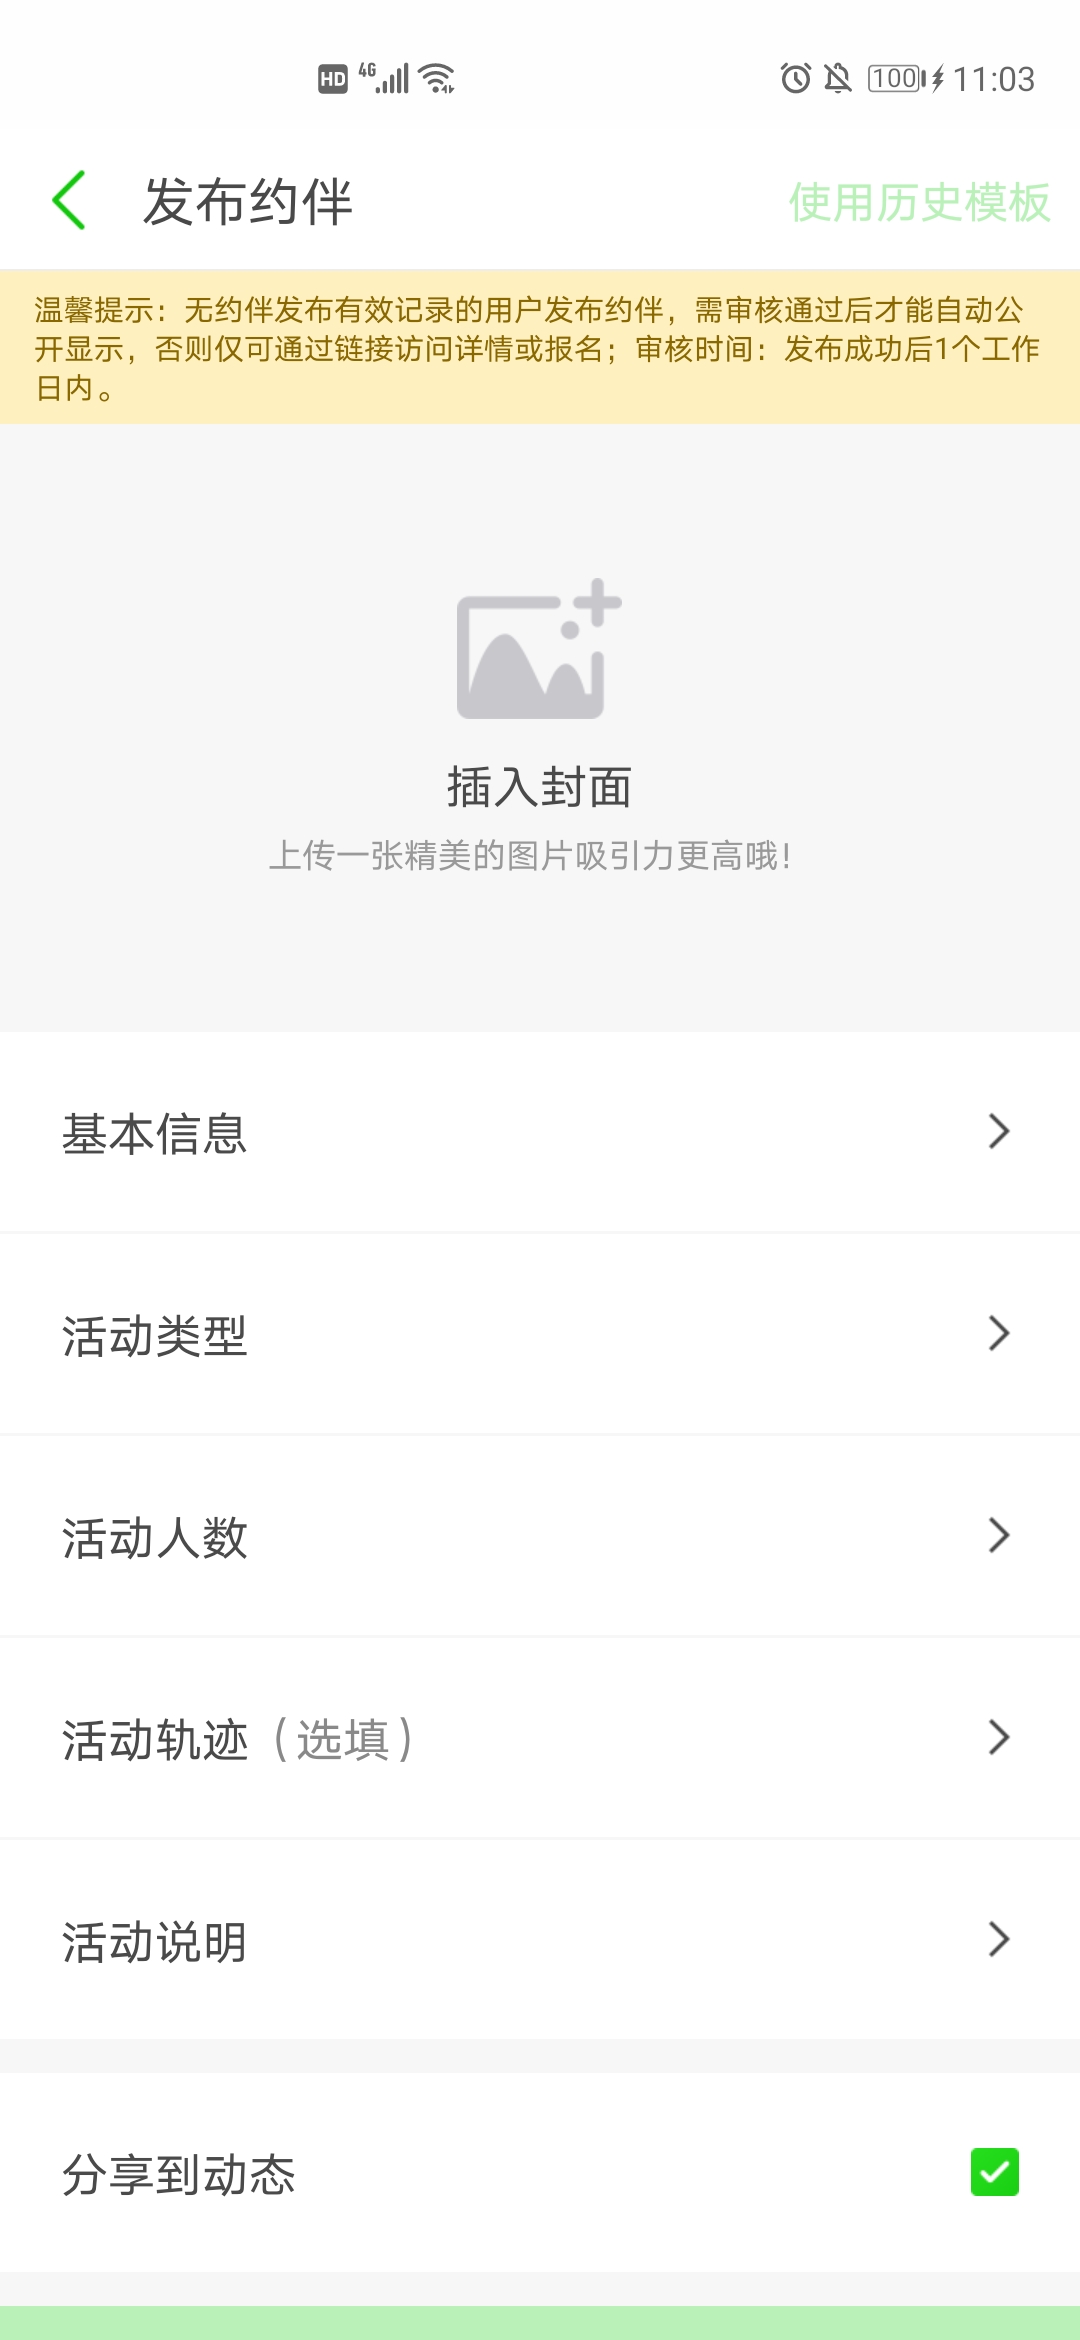 HD 4G 100 11:03
发布约伴 使用历史模板
温馨提示：无约伴发布有效记录的用户发布约伴，需审核通过后才能自动公
开显示，否则仅可通过链接访问详情或报名；审核时间：发布成功后1个工作
日内。
插入封面
上传一张精美的图片吸引力更高哦！
基本信息
活动类型
活动人数
活动轨迹（选填）
活动说明
分享到动态